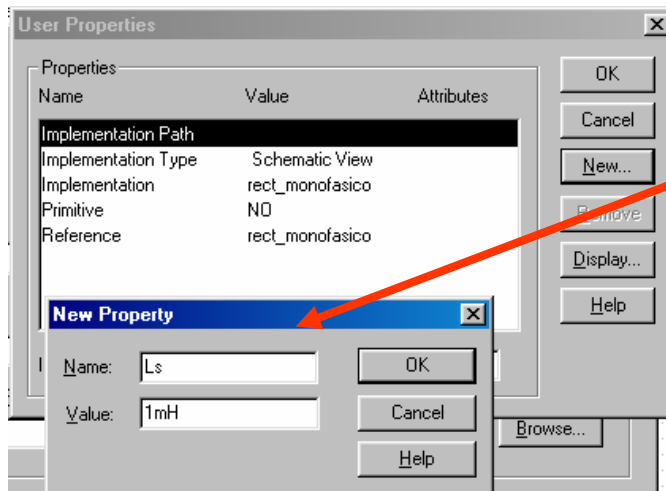 User Properties
Properties
Name Value Attributes
Implementation Path
Implementation Type Schematic View
Implementation rect_monofasico
Primitive NO
Reference rect_monofasico
OK
Cancel
New...
Remove
Display...
Help
New Property
Name: Ls
Value: 1mH
OK
Cancel
Help
Browse...